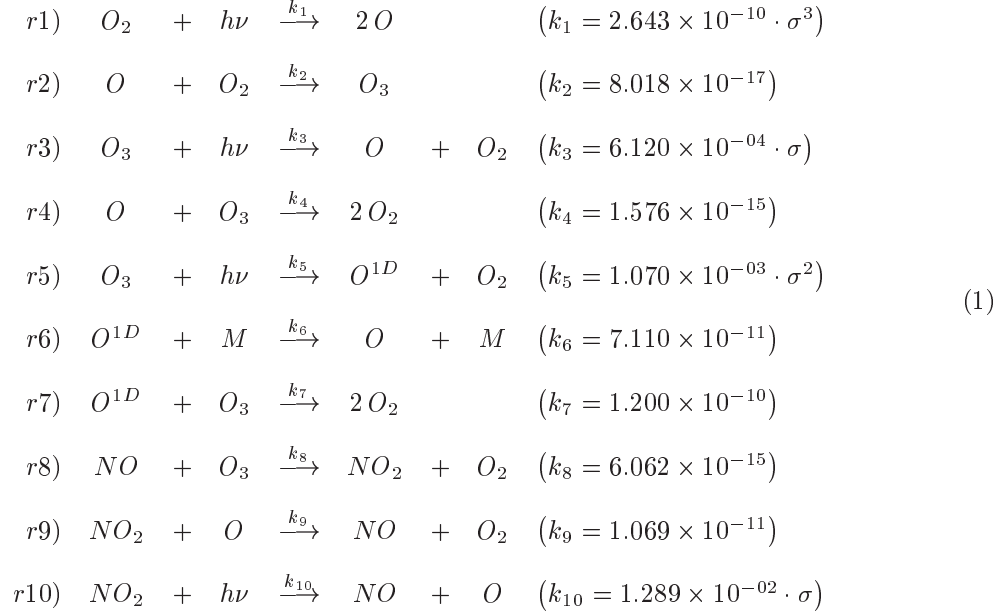 r1) O₂ + hν →^{k₁} 2 O (k₁ = 2.643 × 10⁻¹⁰ · σ³)
r2) O + O₂ →^{k₂} O₃ (k₂ = 8.018 × 10⁻¹⁷)
r3) O₃ + hν →^{k₃} O + O₂ (k₃ = 6.120 × 10⁻⁰⁴ · σ)
r4) O + O₃ →^{k₄} 2 O₂ (k₄ = 1.576 × 10⁻¹⁵)
r5) O₃ + hν →^{k₅} O^{1D} + O₂ (k₅ = 1.070 × 10⁻⁰³ · σ²)
(1)
r6) O^{1D} + M →^{k₆} O + M (k₆ = 7.110 × 10⁻¹¹)
r7) O^{1D} + O₃ →^{k₇} 2 O₂ (k₇ = 1.200 × 10⁻¹⁰)
r8) NO + O₃ →^{k₈} NO₂ + O₂ (k₈ = 6.062 × 10⁻¹⁵)
r9) NO₂ + O →^{k₉} NO + O₂ (k₉ = 1.069 × 10⁻¹¹)
r10) NO₂ + hν →^{k₁₀} NO + O (k₁₀ = 1.289 × 10⁻⁰² · σ)